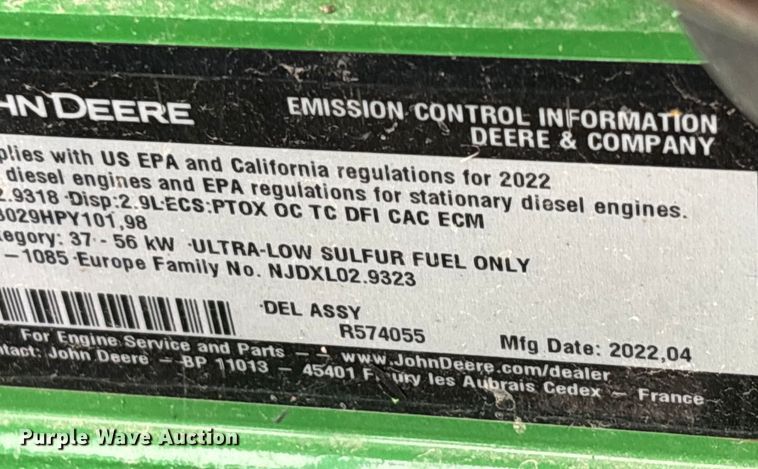 HN DEERE
EMISSION CONTROL INFORMATION
DEERE & COMPANY
plies with US EPA and California regulations for 2022
diesel engines and EPA regulations for stationary diesel engines.
2.9318 Disp:2.9L ECS:PTOX OC TC DFI CAC ECM
3029HPY101,98
egory: 37 - 56 kW ULTRA-LOW SULFUR FUEL ONLY
-1085 Europe Family No. NJDXL02.9323
DEL ASSY
R574055
Mfg Date: 2022,04
For Engine Service and Parts - www.JohnDeere.com/dealer
ntact: John Deere - BP 11013 - 45401 F ury les Aubrais Cedex - France
Purple Wave Auction